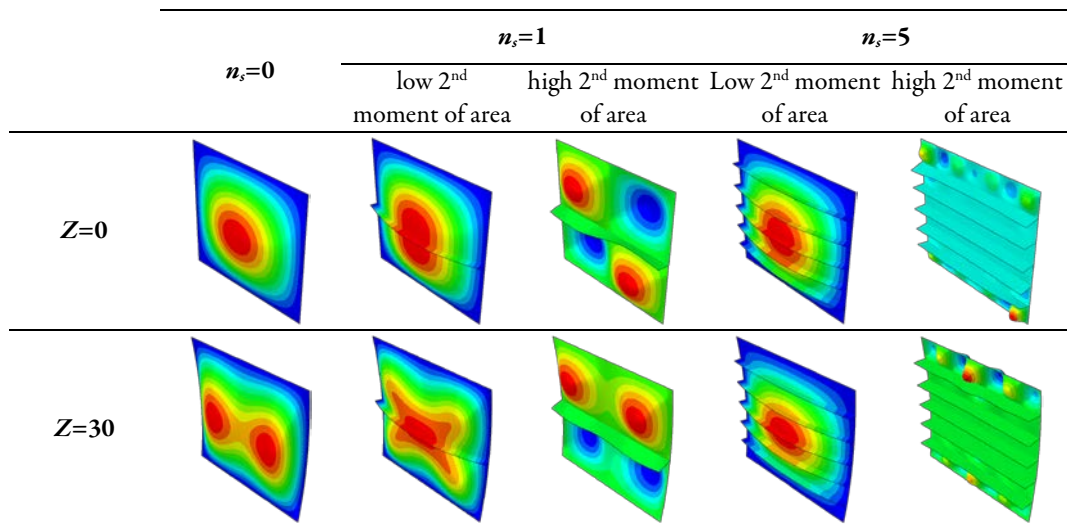 n_s=0
n_s=1
n_s=5
low 2nd
moment of area
high 2nd moment
of area
Low 2nd moment
of area
high 2nd moment
of area
Z=0
Z=30